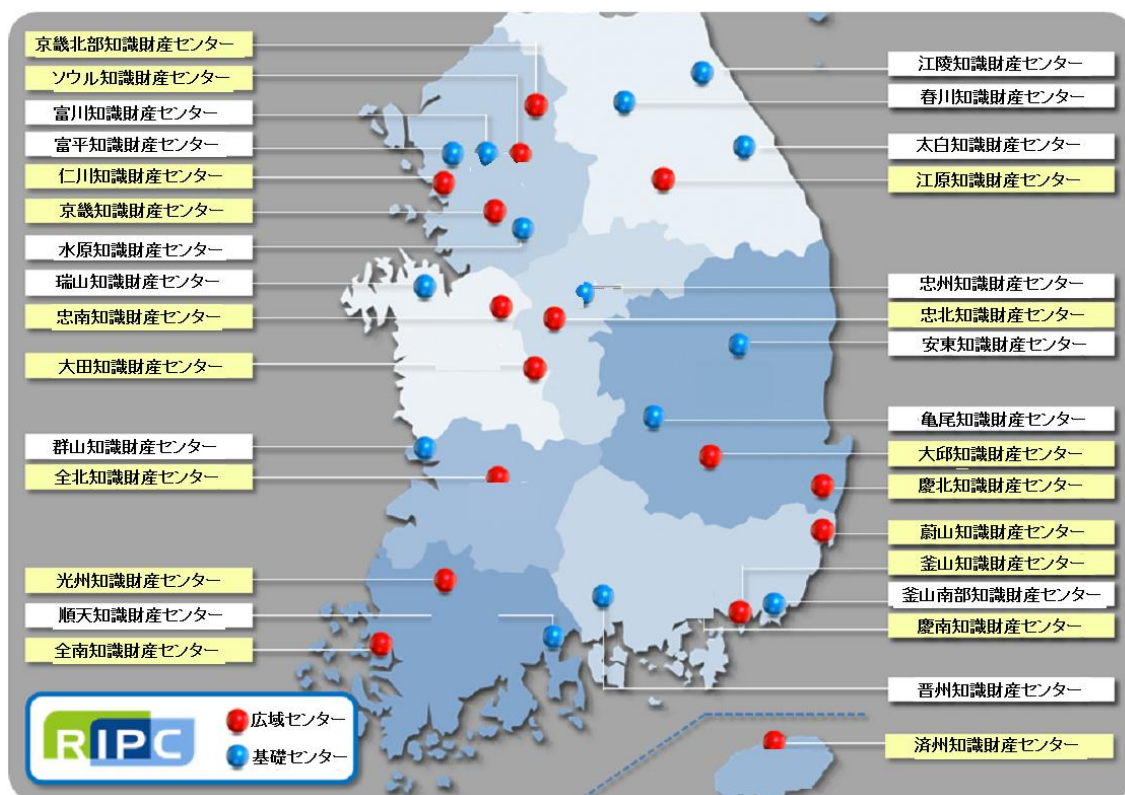 京畿北部知識財産センター
ソウル知識財産センター
富川知識財産センター
富平知識財産センター
仁川知識財産センター
京畿知識財産センター
水原知識財産センター
瑞山知識財産センター
忠南知識財産センター
大田知識財産センター
群山知識財産センター
全北知識財産センター
光州知識財産センター
順天知識財産センター
全南知識財産センター
江陵知識財産センター
春川知識財産センター
太白知識財産センター
江原知識財産センター
忠州知識財産センター
忠北知識財産センター
安東知識財産センター
亀尾知識財産センター
大邱知識財産センター
慶北知識財産センター
蔚山知識財産センター
釜山知識財産センター
釜山南部知識財産センター
慶南知識財産センター
晋州知識財産センター
済州知識財産センター
RIPC
広域センター
基礎センター